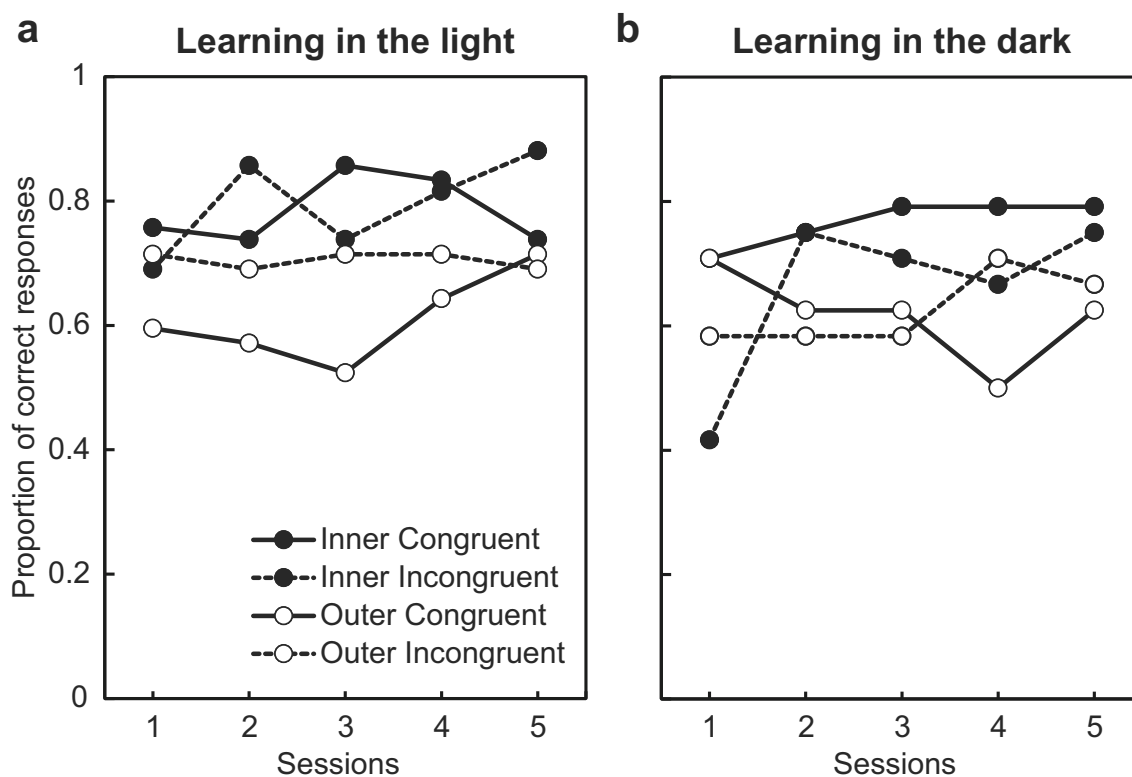 a
Learning in the light
b
Learning in the dark
Proportion of correct responses
1
0.8
0.6
0.4
0.2
0
Inner Congruent
Inner Incongruent
Outer Congruent
Outer Incongruent
1 2 3 4 5
Sessions
1 2 3 4 5
Sessions